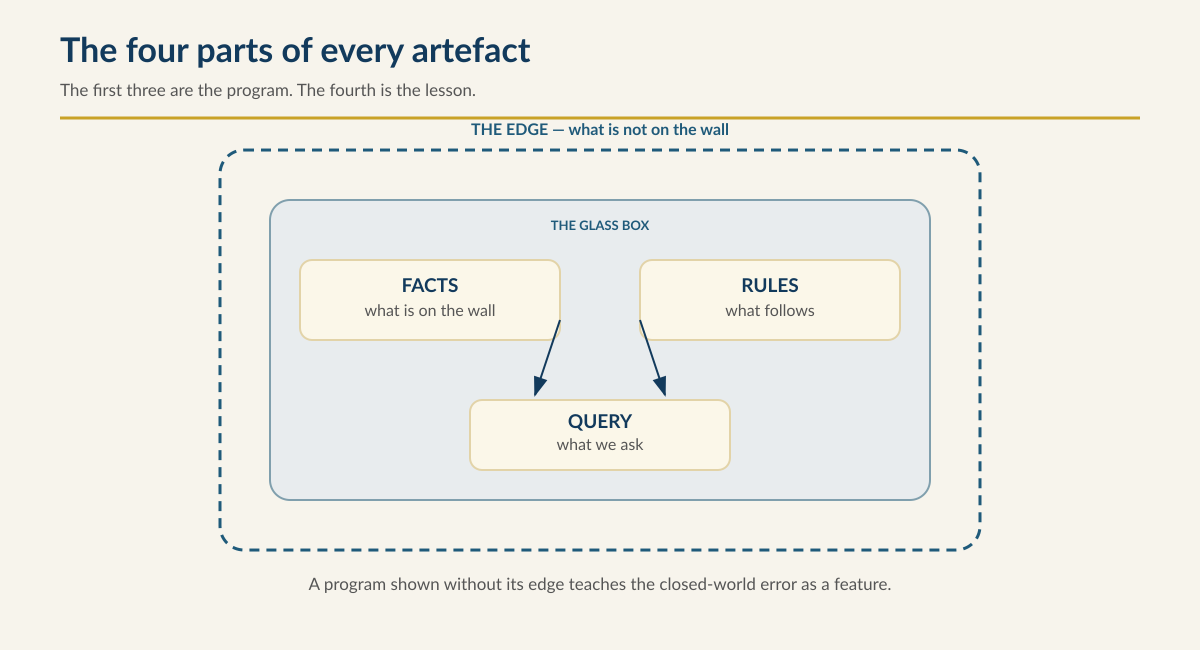 The four parts of every artefact
The first three are the program. The fourth is the lesson.
THE EDGE — what is not on the wall
THE GLASS BOX
FACTS
what is on the wall
RULES
what follows
QUERY
what we ask
A program shown without its edge teaches the closed-world error as a feature.